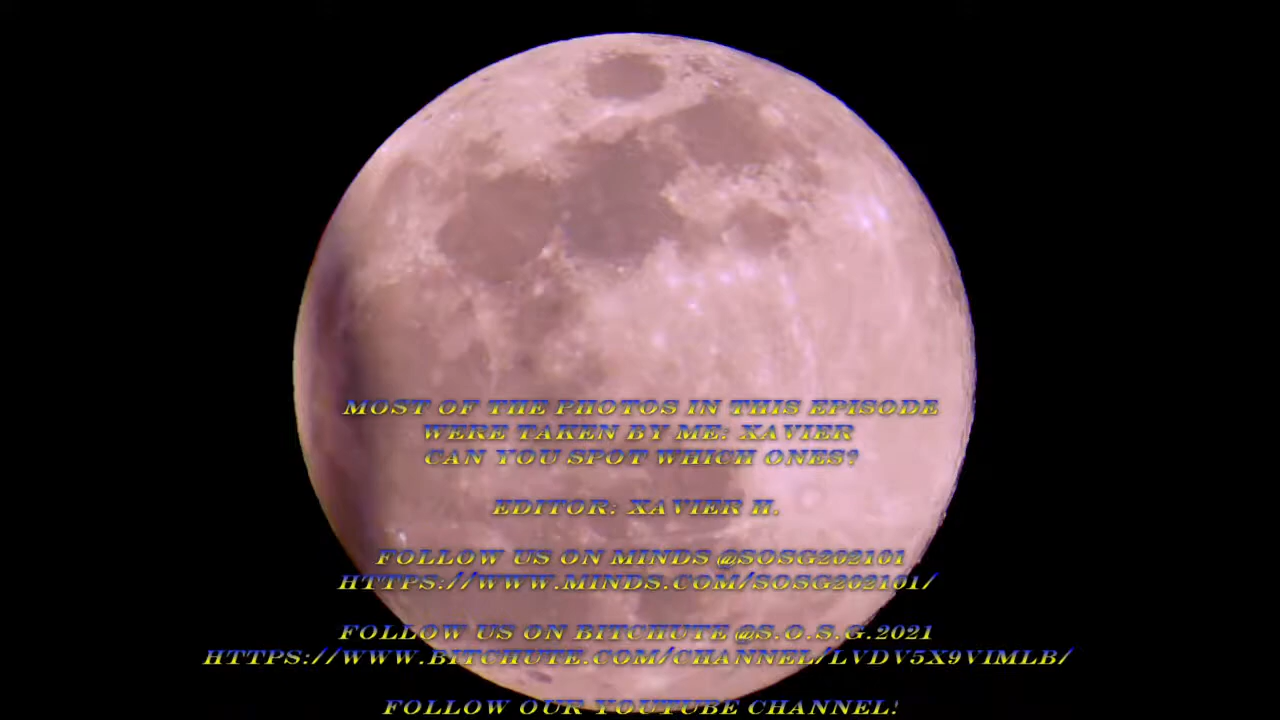 MOST OF THE PHOTOS IN THIS EPISODE
WERE TAKEN BY ME: XAVIER
CAN YOU SPOT WHICH ONES?
EDITOR: XAVIER H.
FOLLOW US ON MINDS @SOSG202101
HTTPS://WWW.MINDS.COM/SOSG202101/
FOLLOW US ON BITCHUTE @S.O.S.G.2021
HTTPS://WWW.BITCHUTE.COM/CHANNEL/LVDV5X9VIMLB/
FOLLOW OUR YOUTUBE CHANNEL!